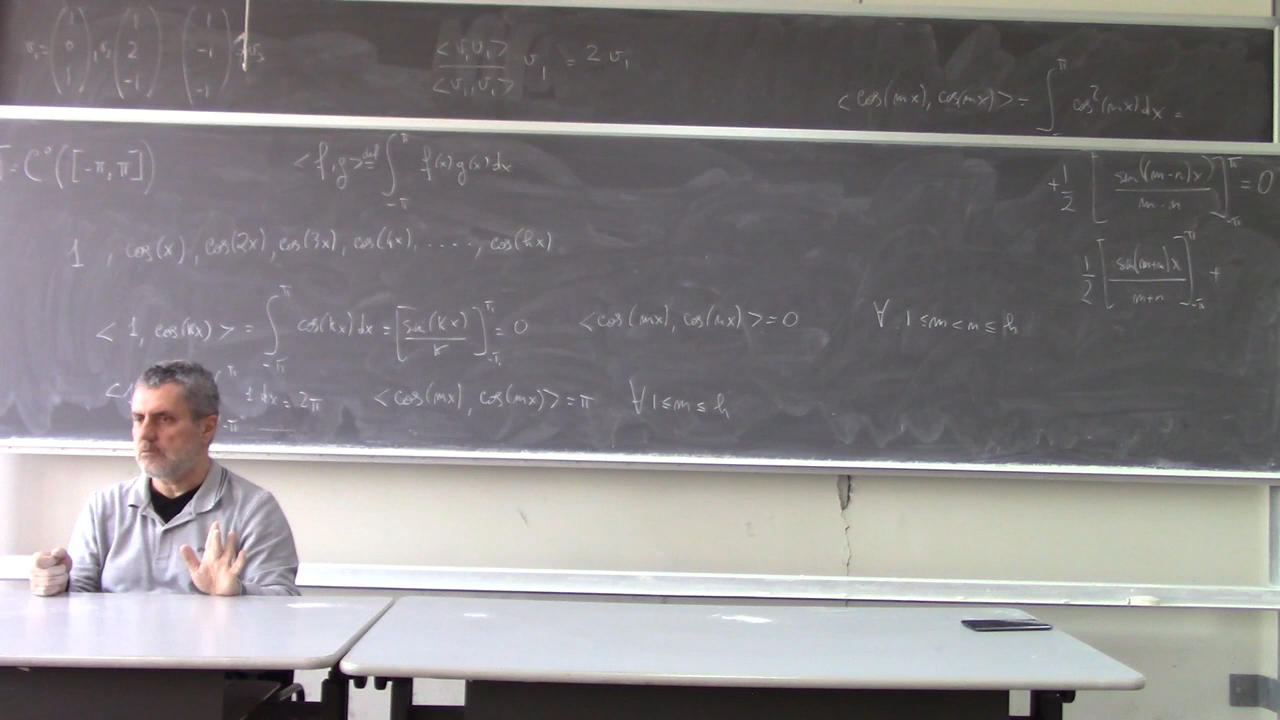 v₁ = (1 0 1), v₂ (1 2 -1) (1 -1 -1)
<v,v₁> / <v₁,v₁> v₁ = 2 v₁
<cos(mx), cos(mx)> = ∫_{-}^{π} cos²(mx) dx =
= C⁰([-π, π])
<f, g> def= ∫_{-π}^{π} f(x) g(x) dx
+ 1/2 [ sin((m-n)x) / m-n ]_{-π}^{π} = 0
1, cos(x), cos(2x), cos(3x), cos(4x), ....., cos(hx)
1/2 [ sin(m+n)x / m+n ]_{-π}^{π} +
<1, cos(kx)> = ∫_{-π}^{π} cos(kx) dx = [ sin(kx) / k ]_{-π}^{π} = 0 <cos(mx), cos(nx)> = 0 ∀ 1 ≤ m < n ≤ h
< π -π 1 dx = 2π <cos(mx), cos(mx)> = π ∀ 1 ≤ m ≤ h